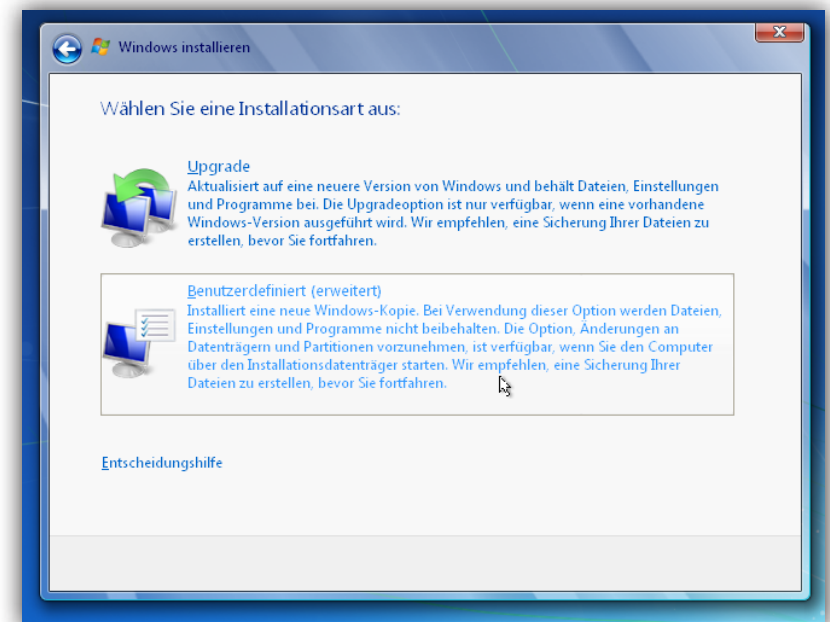 Windows installieren
Wählen Sie eine Installationsart aus:
Upgrade
Aktualisiert auf eine neuere Version von Windows und behält Dateien, Einstellungen
und Programme bei. Die Upgradeoption ist nur verfügbar, wenn eine vorhandene
Windows-Version ausgeführt wird. Wir empfehlen, eine Sicherung Ihrer Dateien zu
erstellen, bevor Sie fortfahren.
Benutzerdefiniert (erweitert)
Installiert eine neue Windows-Kopie. Bei Verwendung dieser Option werden Dateien,
Einstellungen und Programme nicht beibehalten. Die Option, Änderungen an
Datenträgern und Partitionen vorzunehmen, ist verfügbar, wenn Sie den Computer
über den Installationsdatenträger starten. Wir empfehlen, eine Sicherung Ihrer
Dateien zu erstellen, bevor Sie fortfahren.
Entscheidungshilfe